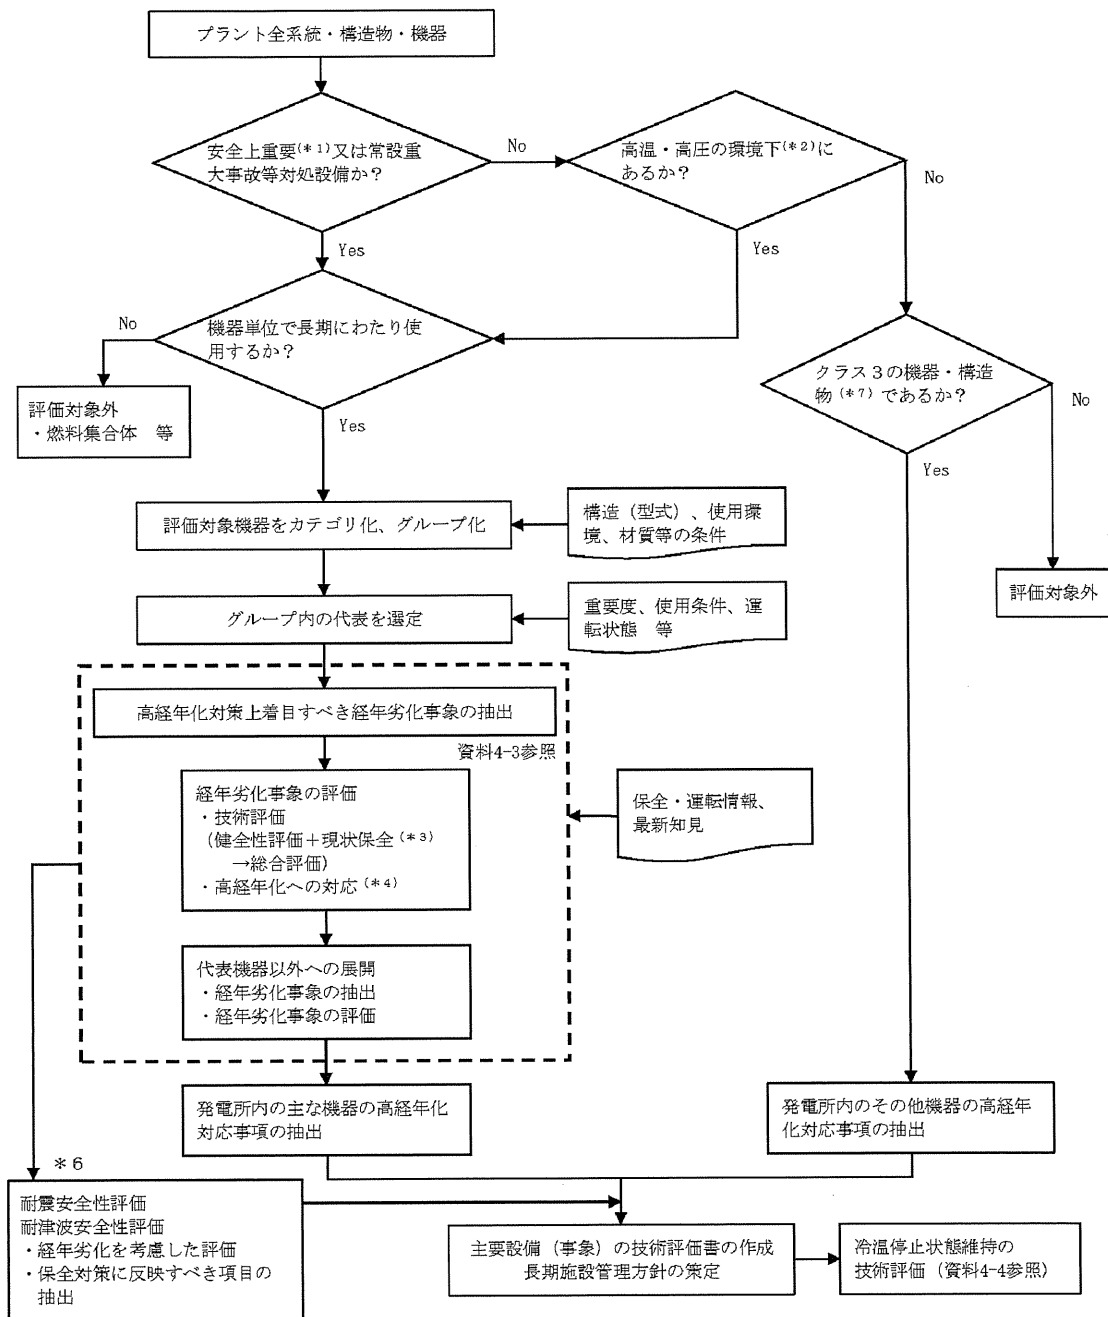 プラント全系統・構造物・機器
安全上重要(*1)又は常設重
大事故等対処設備か?
No
高温・高圧の環境下(*2)に
あるか?
No
Yes
Yes
機器単位で長期にわたり使
用するか?
No
評価対象外
・燃料集合体 等
Yes
クラス3の機器・構造
物(*7)であるか?
No
Yes
評価対象機器をカテゴリ化、グループ化
構造(型式)、使用環
境、材質等の条件
評価対象外
グループ内の代表を選定
重要度、使用条件、運
転状態 等
高経年化対策上着目すべき経年劣化事象の抽出
資料4-3参照
経年劣化事象の評価
・技術評価
(健全性評価+現状保全(*3)
→総合評価)
・高経年化への対応(*4)
保全・運転情報、
最新知見
代表機器以外への展開
・経年劣化事象の抽出
・経年劣化事象の評価
発電所内の主な機器の高経年化
対応事項の抽出
発電所内のその他機器の高経年
化対応事項の抽出
*6
耐震安全性評価
耐津波安全性評価
・経年劣化を考慮した評価
・保全対策に反映すべき項目の
抽出
主要設備(事象)の技術評価書の作成
長期施設管理方針の策定
冷温停止状態維持の
技術評価(資料4-4参照)